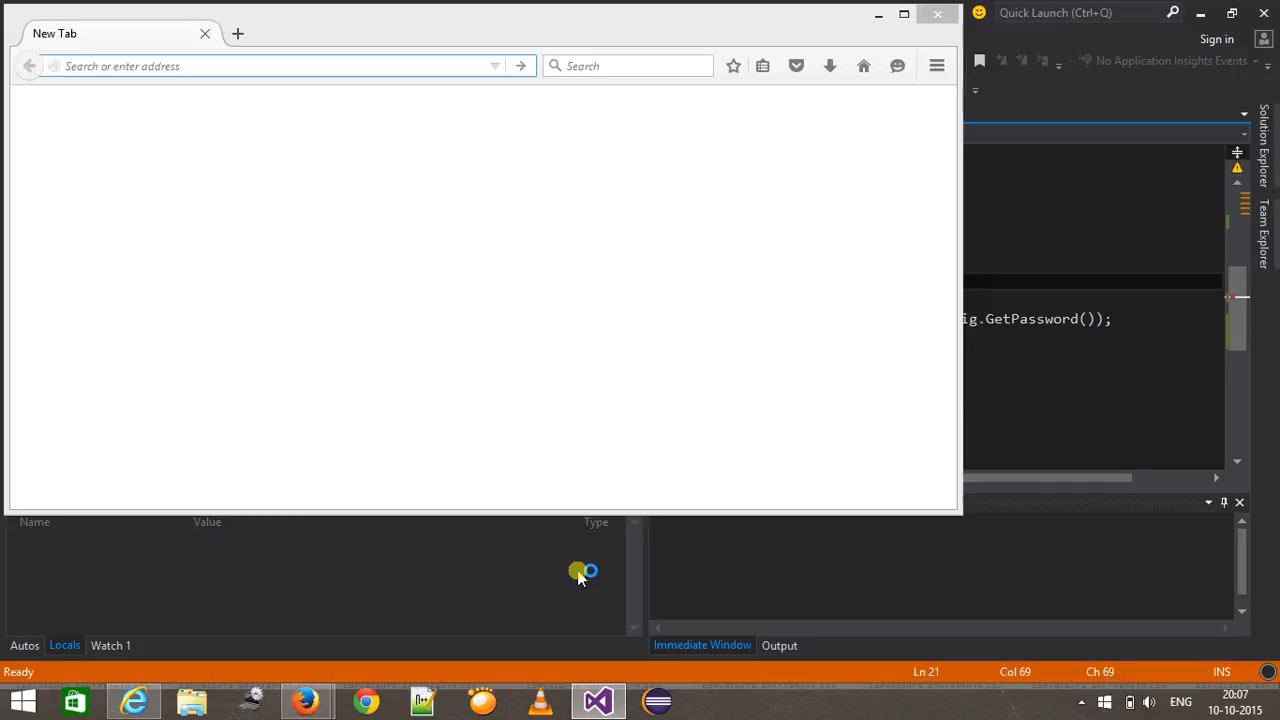 New Tab
Quick Launch (Ctrl+Q)
Sign in
Search or enter address
Search
No Application Insights Events
Solution Explorer
Team Explorer
ig.GetPassword());
Name
Value
Type
Autos
Locals
Watch 1
Immediate Window
Output
Ready
Ln 21
Col 69
Ch 69
INS
ENG
20:07
10-10-2015